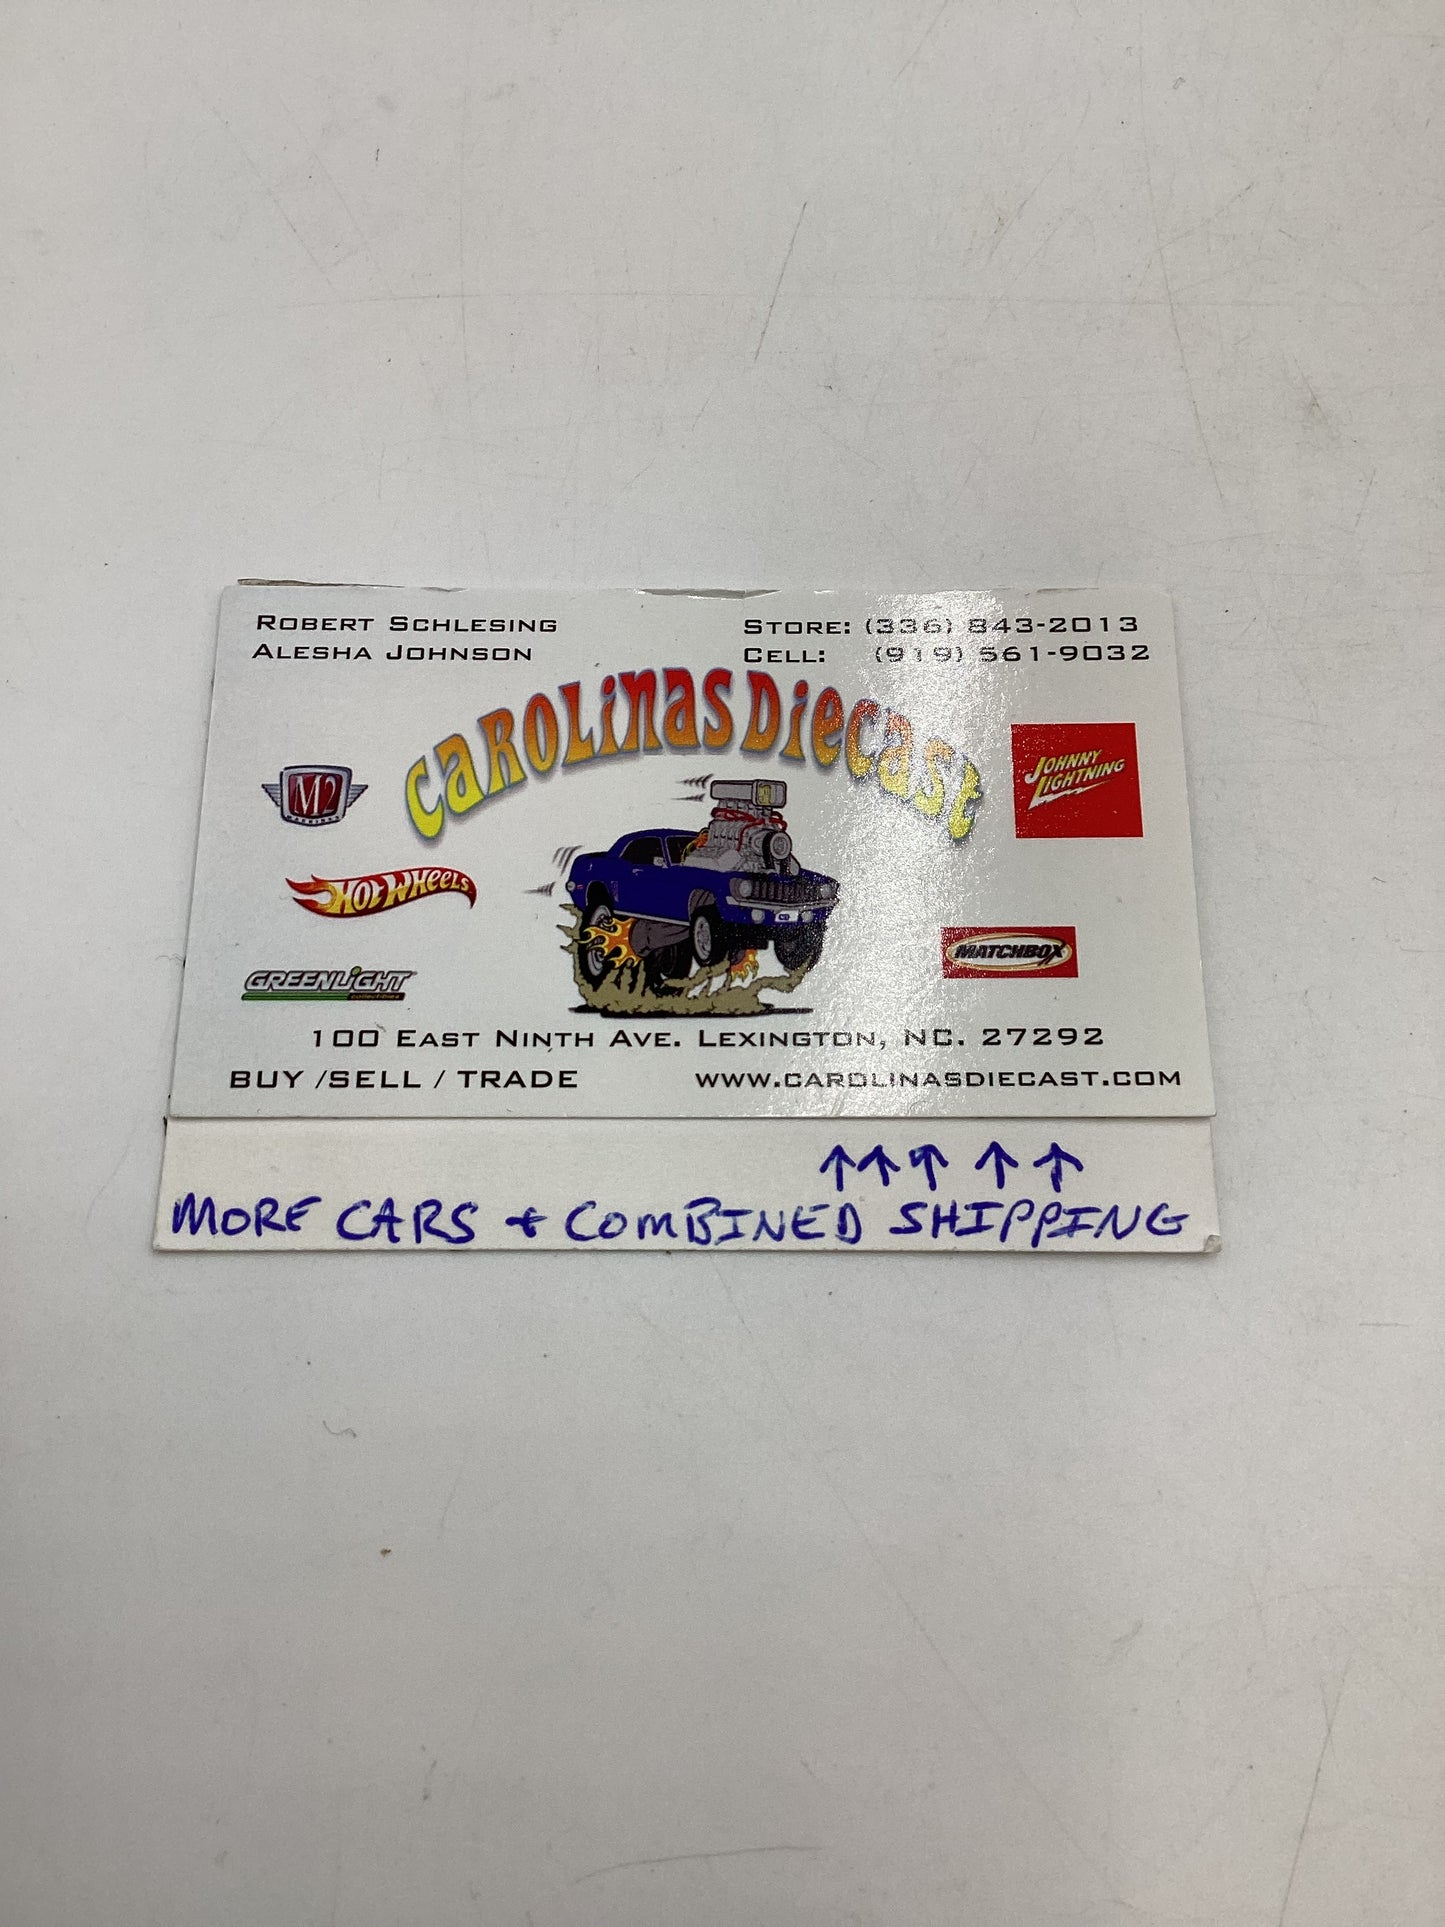 ROBERT SCHLESING
ALESHA JOHNSON
STORE: (336) 843-2013
CELL: (919) 561-9032
CAROLINAS DIECAST
M2
MACHINES
JOHNNY
LIGHTNING
HOT WHEELS
MATCHBOX
GREENLIGHT
collectibles
100 EAST NINTH AVE. LEXINGTON, NC. 27292
BUY /SELL / TRADE
WWW.CAROLINASDIECAST.COM
↑↑↑ ↑ ↑
MORE CARS + COMBINED SHIPPING